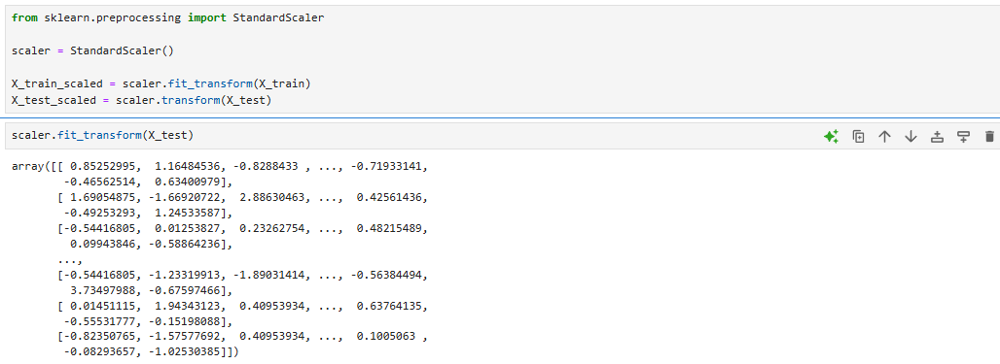 from sklearn.preprocessing import StandardScaler
scaler = StandardScaler()
X_train_scaled = scaler.fit_transform(X_train)
X_test_scaled = scaler.transform(X_test)
scaler.fit_transform(X_test)
array([[ 0.85252995,  1.16484536, -0.8288433 , ..., -0.71933141,
        -0.46562514,  0.63400979],
       [ 1.69054875, -1.66920722,  2.88630463, ...,  0.42561436,
        -0.49253293,  1.24533587],
       [-0.54416805,  0.01253827,  0.23262754, ...,  0.48215489,
         0.09943846, -0.58864236],
       ...,
       [-0.54416805, -1.23319913, -1.89031414, ..., -0.56384494,
         3.73497988, -0.67597466],
       [ 0.01451115,  1.94343123,  0.40953934, ...,  0.63764135,
        -0.55531777, -0.15198088],
       [-0.82350765, -1.57577692,  0.40953934, ...,  0.1005063 ,
        -0.08293657, -1.02530385]])